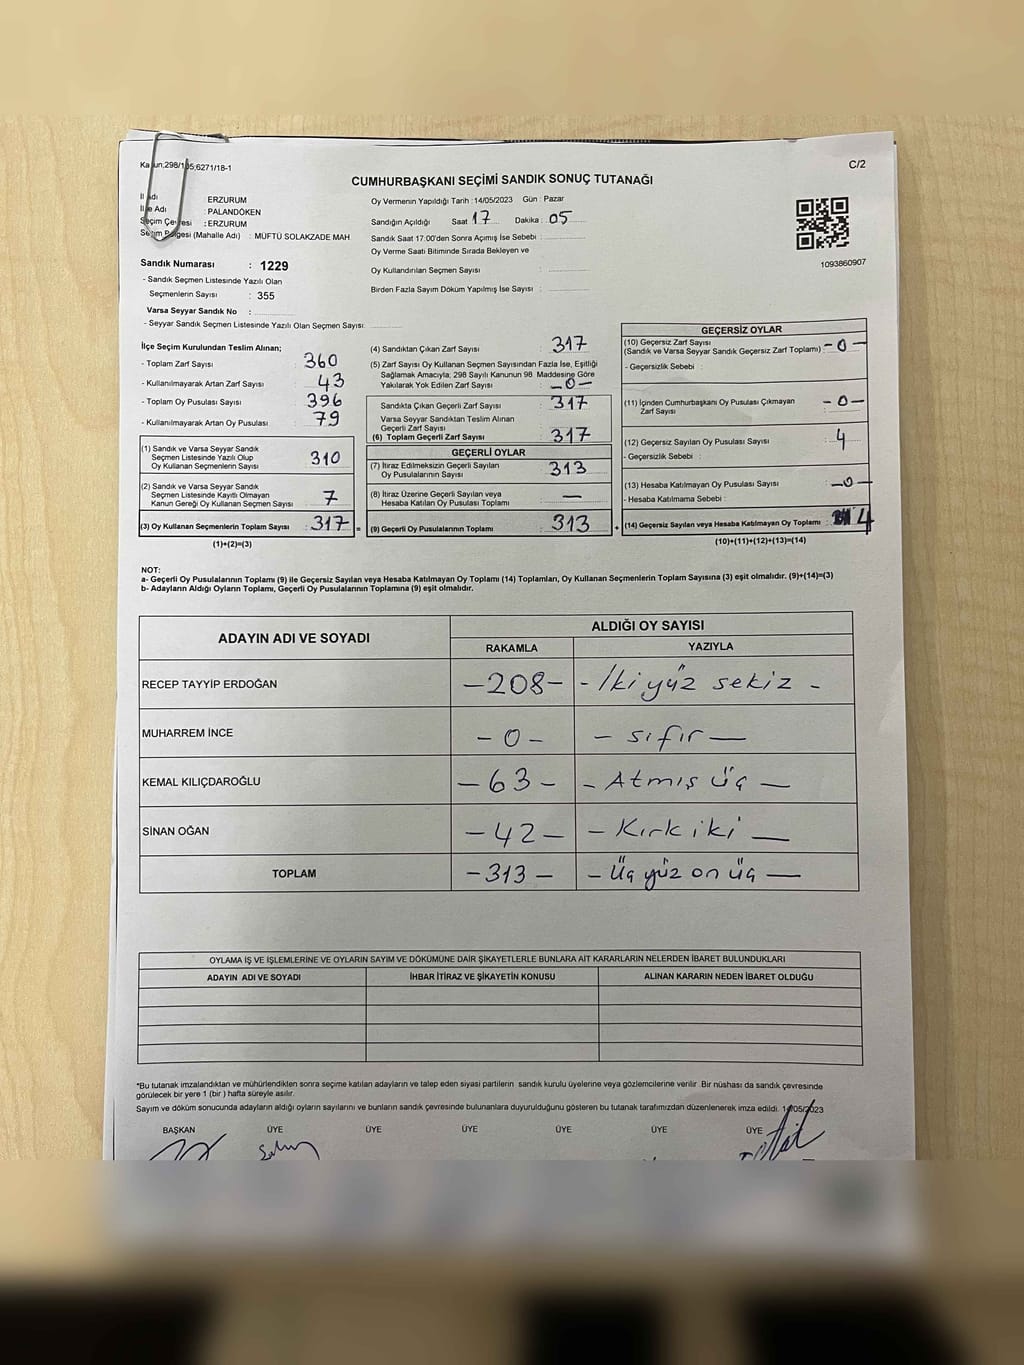 Kanun,298/105,6271/18-1
C/2
CUMHURBAŞKANI SEÇİMİ SANDIK SONUÇ TUTANAĞI
İl Adı : ERZURUM
İlçe Adı : PALANDÖKEN
Seçim Çevresi : ERZURUM
Seçim Bölgesi (Mahalle Adı) : MÜFTÜ SOLAKZADE MAH
Sandık Numarası : 1229
- Sandık Seçmen Listesinde Yazılı Olan
Seçmenlerin Sayısı : 355
Varsa Seyyar Sandık No :
- Seyyar Sandık Seçmen Listesinde Yazılı Olan Seçmen Sayısı:
Oy Vermenin Yapıldığı Tarih :14/05/2023 Gün : Pazar
Sandığın Açıldığı Saat 17 Dakika : 05
Sandık Saat 17.00'den Sonra Açımış İse Sebebi :
Oy Verme Saati Bitiminde Sırada Bekleyen ve
Oy Kullandırılan Seçmen Sayısı :
Birden Fazla Sayım Döküm Yapılmış İse Sayısı :
1093860907
İlçe Seçim Kurulundan Teslim Alınan;
- Toplam Zarf Sayısı : 360
- Kullanılmayarak Artan Zarf Sayısı : 43
- Toplam Oy Pusulası Sayısı : 396
- Kullanılmayarak Artan Oy Pusulası : 79
(1) Sandık ve Varsa Seyyar Sandık
Seçmen Listesinde Yazılı Olup
Oy Kullanan Seçmenlerin Sayısı : 310
(2) Sandık ve Varsa Seyyar Sandık
Seçmen Listesinde Kayıtlı Olmayan
Kanun Gereği Oy Kullanan Seçmen Sayısı : 7
(3) Oy Kullanan Seçmenlerin Toplam Sayısı : 317 =
(1)+(2)=(3)
(4) Sandıktan Çıkan Zarf Sayısı : 317
(5) Zarf Sayısı Oy Kullanan Seçmen Sayısından Fazla İse, Eşitliği
Sağlamak Amacıyla; 298 Sayılı Kanunun 98. Maddesine Göre
Yakılarak Yok Edilen Zarf Sayısı : -0-
Sandıkta Çıkan Geçerli Zarf Sayısı : 317
Varsa Seyyar Sandıktan Teslim Alınan
Geçerli Zarf Sayısı :
(6) Toplam Geçerli Zarf Sayısı : 317
GEÇERLİ OYLAR
(7) İtiraz Edilmeksizin Geçerli Sayılan
Oy Pusulalarının Sayısı : 313
(8) İtiraz Üzerine Geçerli Sayılan veya
Hesaba Katılan Oy Pusulası Toplamı : —
(9) Geçerli Oy Pusulalarının Toplamı : 313 +
GEÇERSİZ OYLAR
(10) Geçersiz Zarf Sayısı
(Sandık ve Varsa Seyyar Sandık Geçersiz Zarf Toplamı) : -0-
- Geçersizlik Sebebi :
(11) İçinden Cumhurbaşkanı Oy Pusulası Çıkmayan
Zarf Sayısı : -0-
(12) Geçersiz Sayılan Oy Pusulası Sayısı : 4
- Geçersizlik Sebebi :
(13) Hesaba Katılmayan Oy Pusulası Sayısı : -0-
- Hesaba Katılmama Sebebi :
(14) Geçersiz Sayılan veya Hesaba Katılmayan Oy Toplamı : 4
(10)+(11)+(12)+(13)=(14)
NOT:
a- Geçerli Oy Pusulalarının Toplamı (9) ile Geçersiz Sayılan veya Hesaba Katılmayan Oy Toplamı (14) Toplamları, Oy Kullanan Seçmenlerin Toplam Sayısına (3) eşit olmalıdır. (9)+(14)=(3)
b- Adayların Aldığı Oyların Toplamı, Geçerli Oy Pusulalarının Toplamına (9) eşit olmalıdır.
ADAYIN ADI VE SOYADI
ALDIĞI OY SAYISI
RAKAMLA YAZIYLA
RECEP TAYYİP ERDOĞAN -208- - İkiyüz sekiz -
MUHARREM İNCE -0- - sıfır -
KEMAL KILIÇDAROĞLU -63- - Atmış üç -
SİNAN OĞAN -42- - Kırk iki -
TOPLAM -313- - Üç yüz on üç -
OYLAMA İŞ VE İŞLEMLERİNE VE OYLARIN SAYIM VE DÖKÜMÜNE DAİR ŞİKAYETLERLE BUNLARA AİT KARARLARIN NELERDEN İBARET BULUNDUKLARI
ADAYIN ADI VE SOYADI İHBAR İTİRAZ VE ŞİKAYETİN KONUSU ALINAN KARARIN NEDEN İBARET OLDUĞU
*Bu tutanak imzalandıktan ve mühürlendiklen sonra seçime katılan adayların ve talep eden siyasi partilerin sandık kurulu üyelerine veya gözlemcilerine verilir. Bir nüshası da sandık çevresinde
görülecek bir yere 1 (bir ) hafta süreyle asılır.
Sayım ve döküm sonucunda adayların aldığı oyların sayılarını ve bunların sandık çevresinde bulunanlara duyurulduğunu gösteren bu tutanak tarafımızdan düzenlenerek imza edildi. 14/05/2023
BAŞKAN ÜYE ÜYE ÜYE ÜYE ÜYE ÜYE